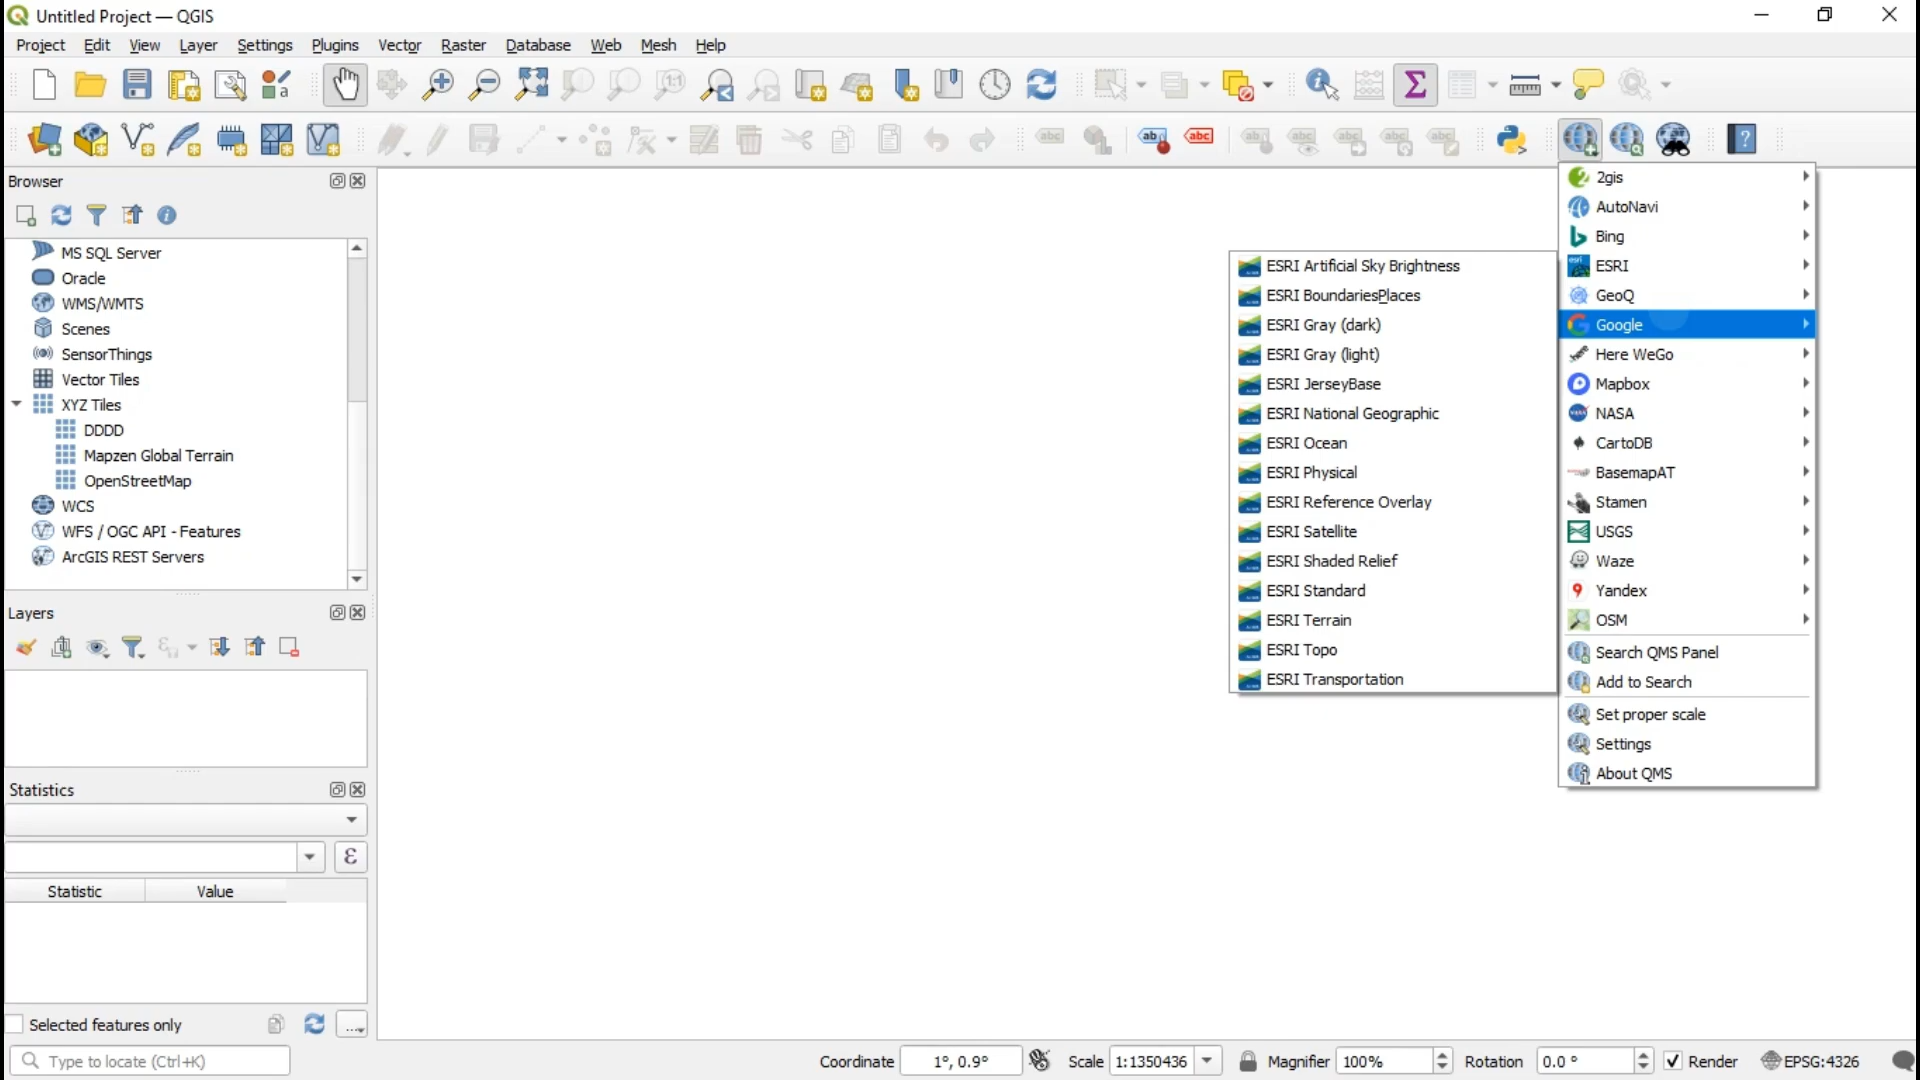 Untitled Project — QGIS
Project Edit View Layer Settings Plugins Vector Raster Database Web Mesh Help
Browser
MS SQL Server
Oracle
WMS/WMTS
Scenes
SensorThings
Vector Tiles
XYZ Tiles
DDDD
Mapzen Global Terrain
OpenStreetMap
WCS
WFS / OGC API - Features
ArcGIS REST Servers
Layers
Statistics
Statistic Value
Selected features only
Type to locate (Ctrl+K)
ESRI Artificial Sky Brightness
ESRI BoundariesPlaces
ESRI Gray (dark)
ESRI Gray (light)
ESRI JerseyBase
ESRI National Geographic
ESRI Ocean
ESRI Physical
ESRI Reference Overlay
ESRI Satellite
ESRI Shaded Relief
ESRI Standard
ESRI Terrain
ESRI Topo
ESRI Transportation
2gis
AutoNavi
Bing
ESRI
GeoQ
Google
Here WeGo
Mapbox
NASA
CartoDB
BasemapAT
Stamen
USGS
Waze
Yandex
OSM
Search QMS Panel
Add to Search
Set proper scale
Settings
About QMS
Coordinate 1°, 0.9° Scale 1:1350436 Magnifier 100% Rotation 0.0 ° Render EPSG:4326